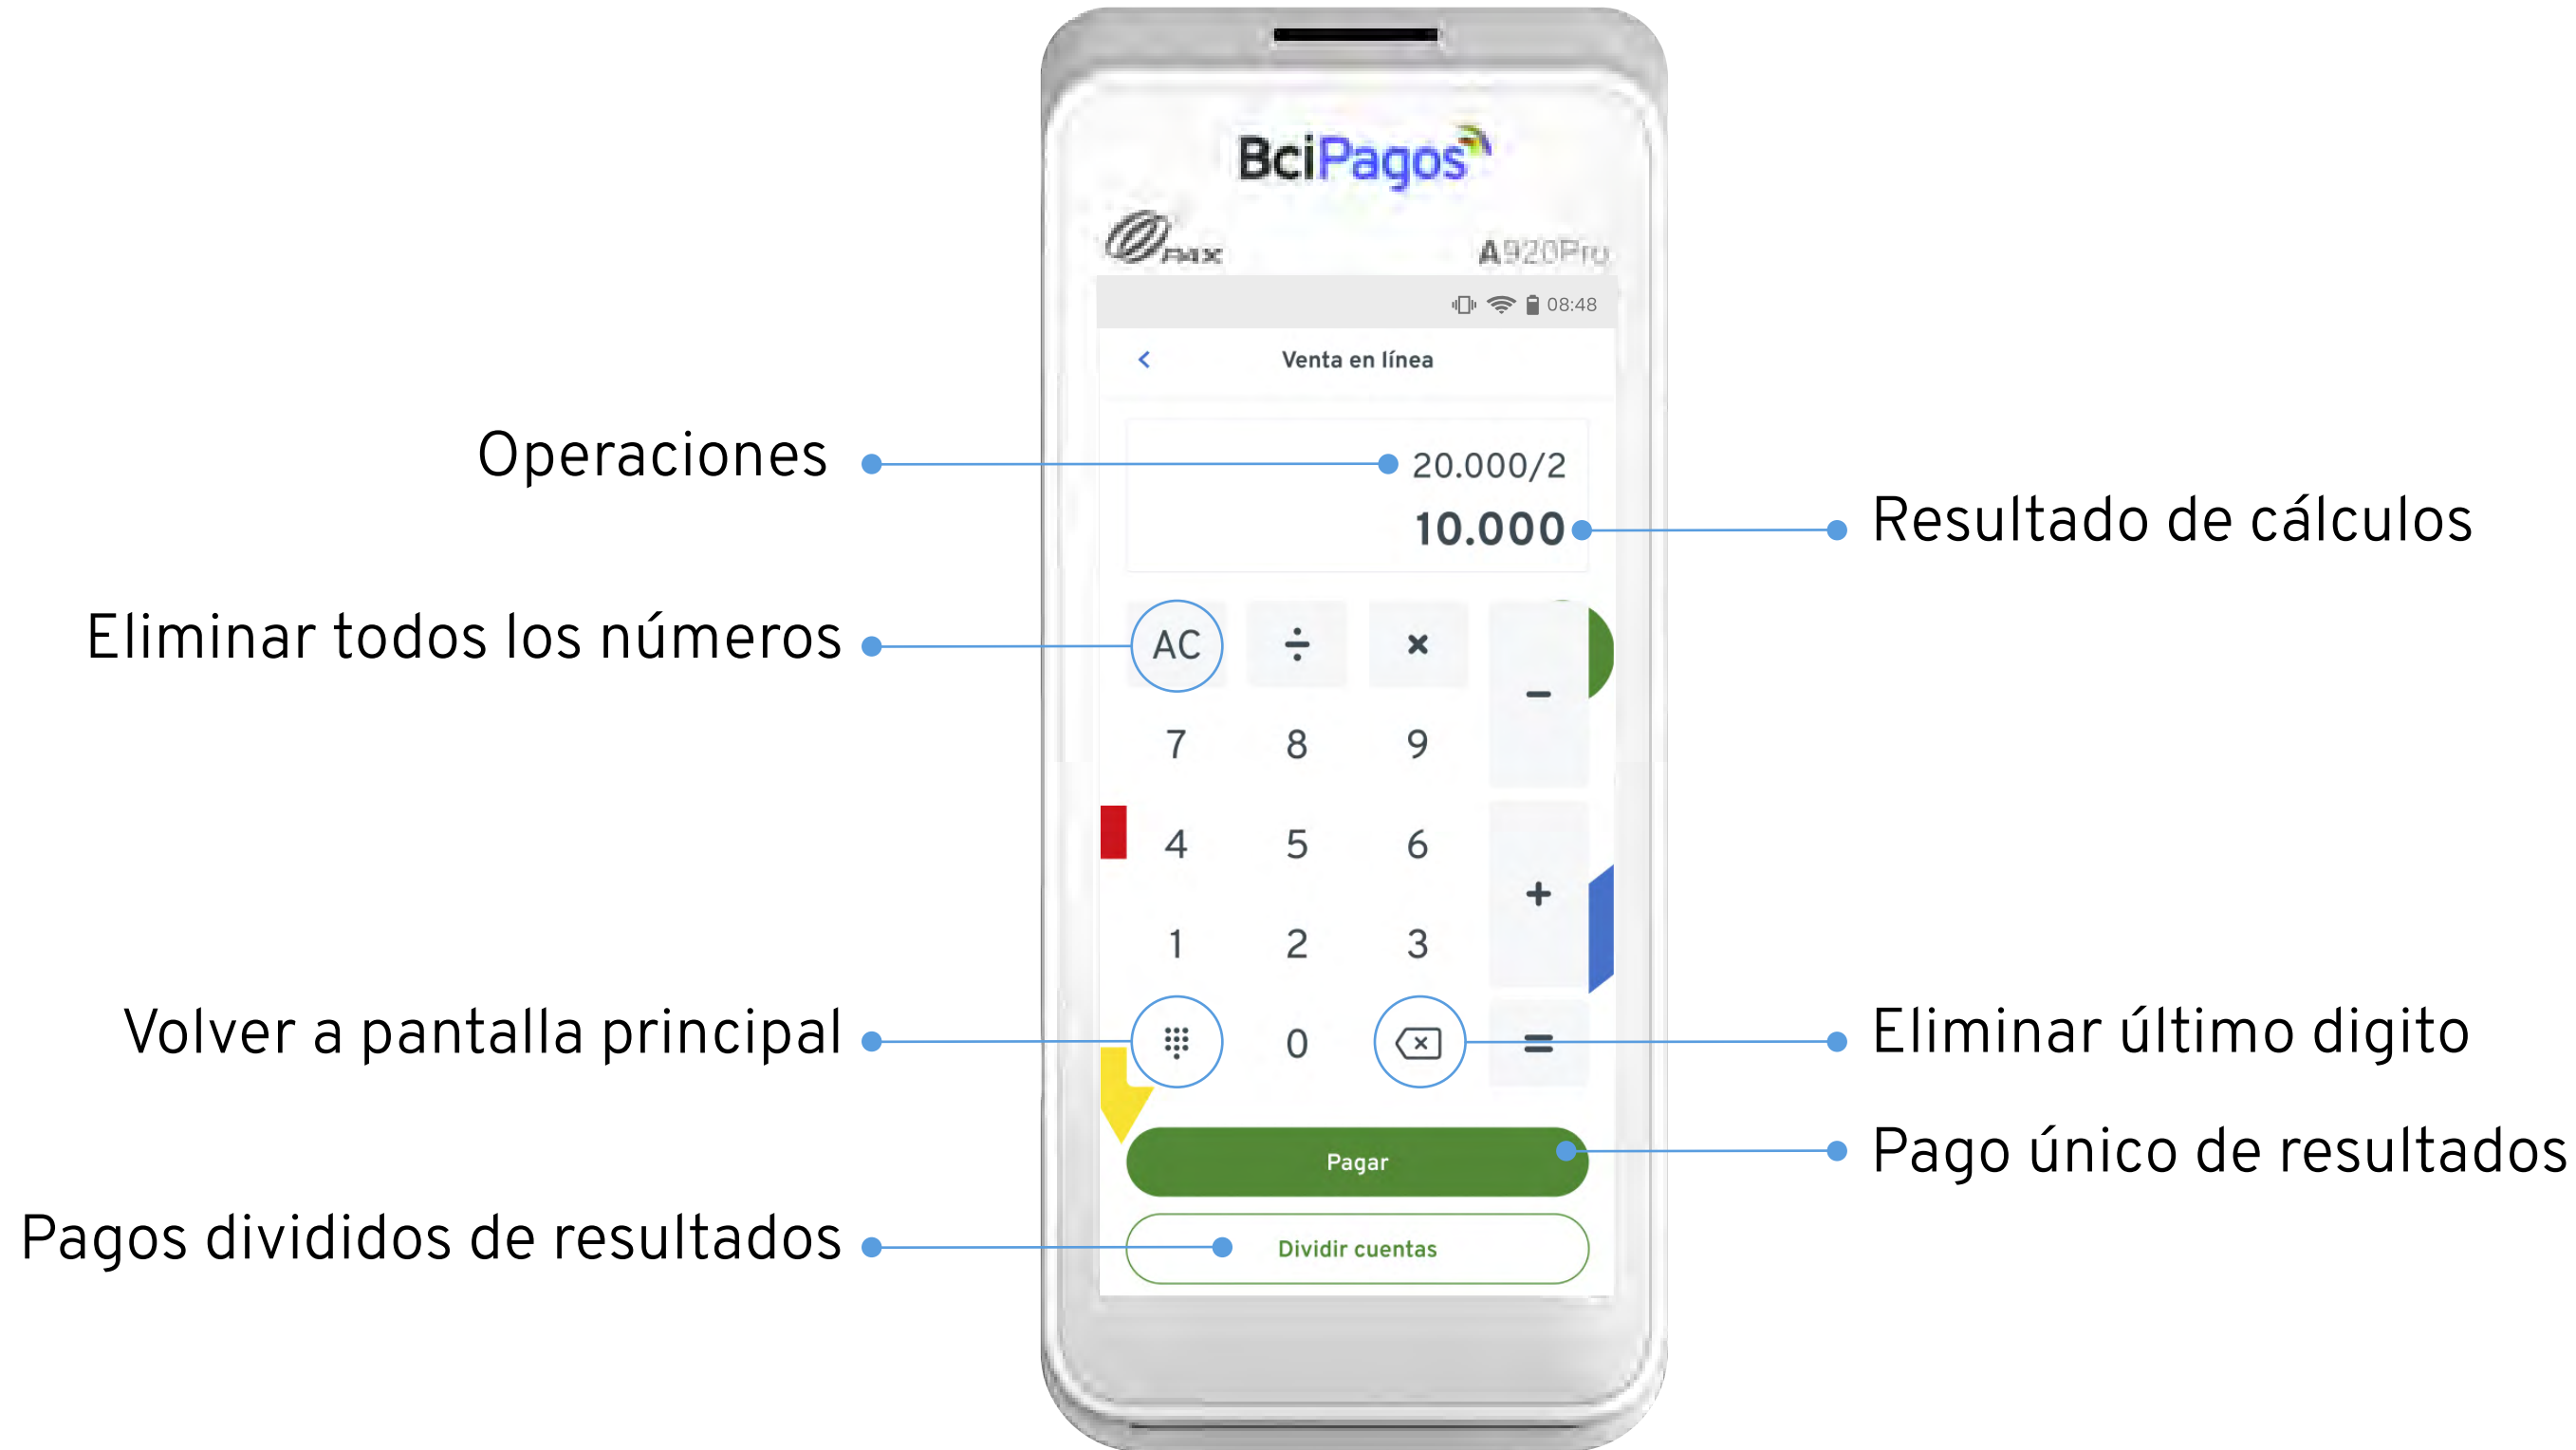 BciPagos
PAX
A920Pro
08:48
Venta en línea
Operaciones
20.000/2
10.000
Resultado de cálculos
Eliminar todos los números
AC ÷ × −
7 8 9
4 5 6
+
1 2 3
Volver a pantalla principal
0 =
Eliminar último digito
Pagar
Pago único de resultados
Pagos divididos de resultados
Dividir cuentas